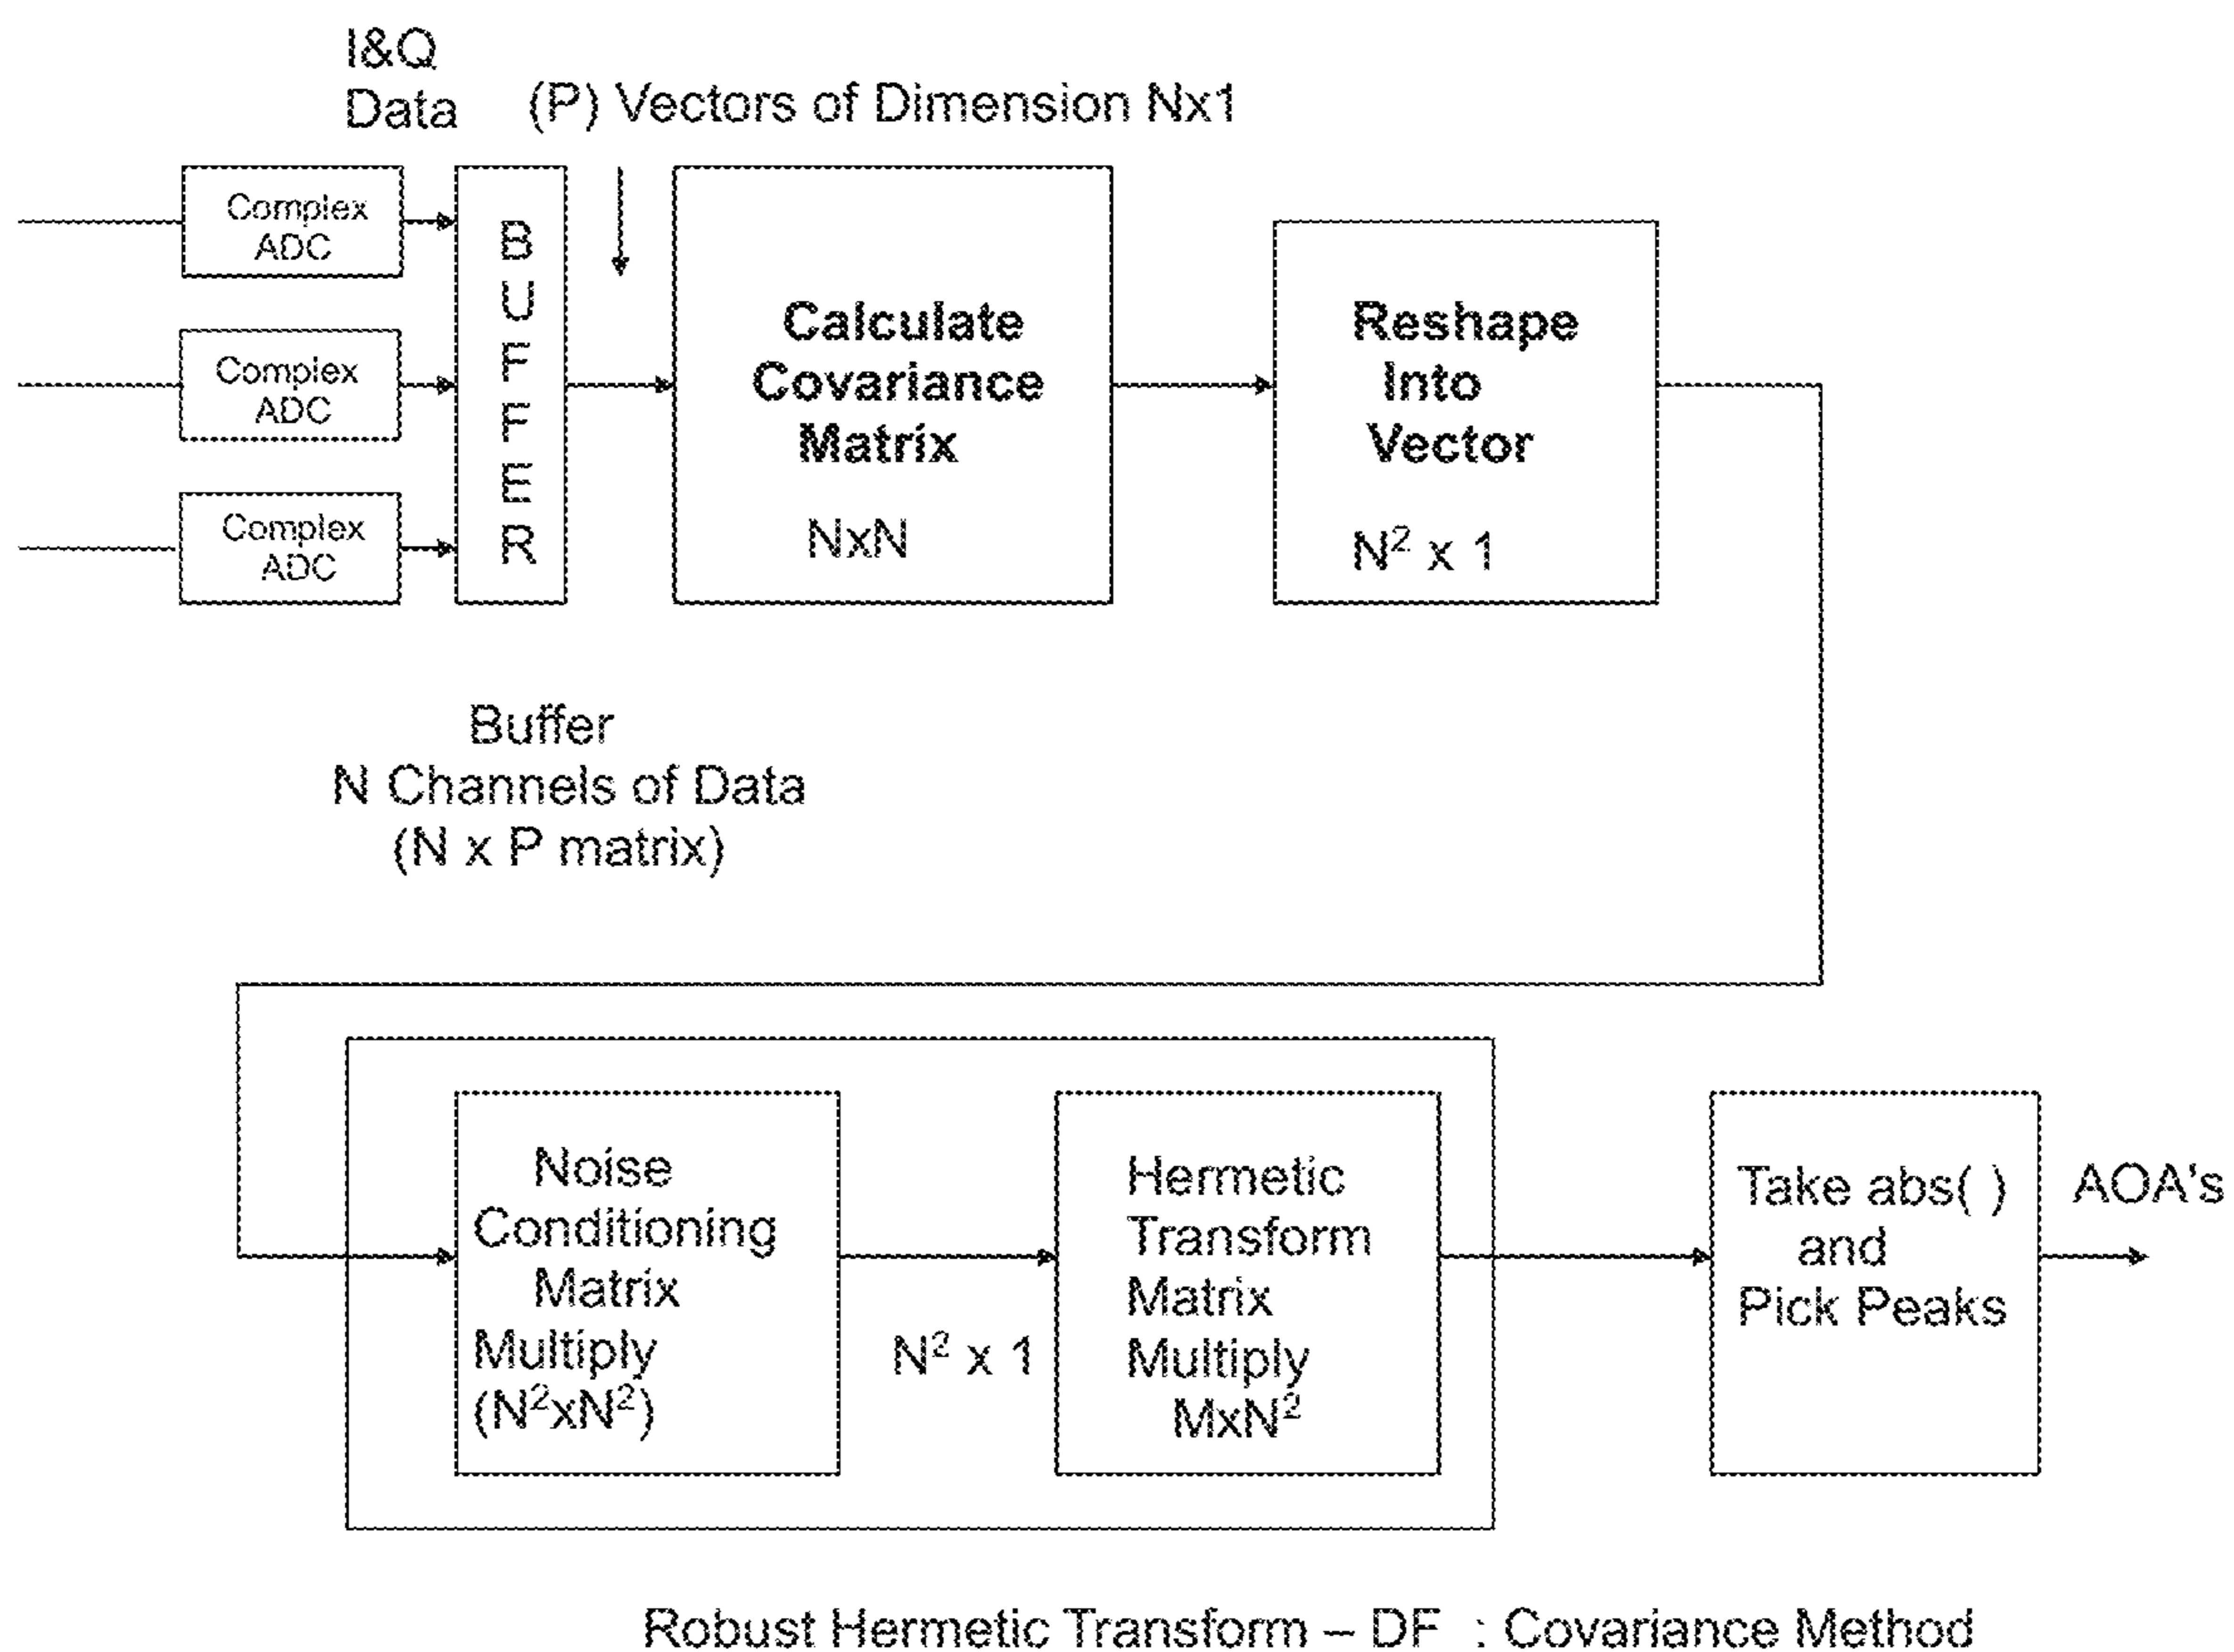 I&Q
Data
(P) Vectors of Dimension Nx1
Complex
ADC
Complex
ADC
Complex
ADC
B
U
F
F
E
R
Calculate
Covariance
Matrix
NxN
Reshape
Into
Vector
N² x 1
Buffer
N Channels of Data
(N x P matrix)
Noise
Conditioning
Matrix
Multiply
(N²xN²)
N² x 1
Hermetic
Transform
Matrix
Multiply
MxN²
Take abs( )
and
Pick Peaks
AOA's
Robust Hermetic Transform – DF : Covariance Method